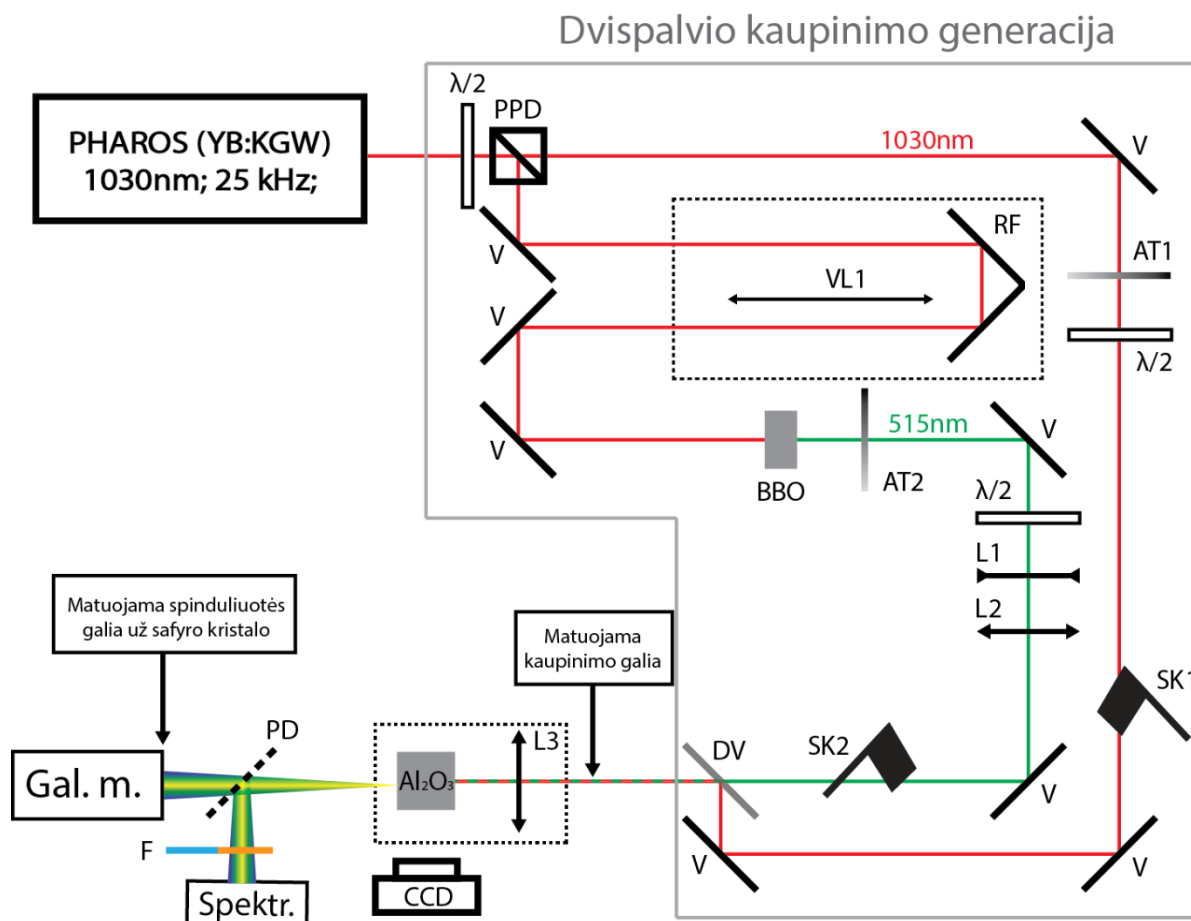 Dvispalvio kaupinimo generacija
λ/2
PPD
PHAROS (YB:KGW)
1030nm; 25 kHz;
1030nm
V
V
RF
AT1
VL1
V
λ/2
V
515nm
V
BBO
AT2
λ/2
L1
L2
Matuojama spinduliuotės
galia už safyro kristalo
Matuojama
kaupinimo galia
SK1
PD
L3
DV
SK2
Gal. m.
Al₂O₃
V
F
V
V
CCD
Spektr.